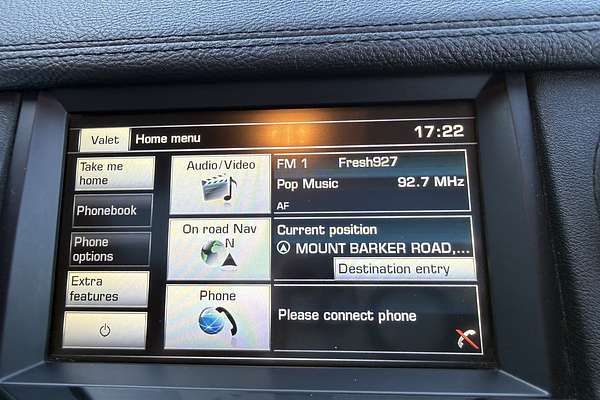 Valet
Home menu
17:22
Take me
home
Phonebook
Phone
options
Extra
features
Audio/Video
FM 1 Fresh927
Pop Music 92.7 MHz
AF
On road Nav
N
Current position
MOUNT BARKER ROAD,...
Destination entry
Phone
Please connect phone